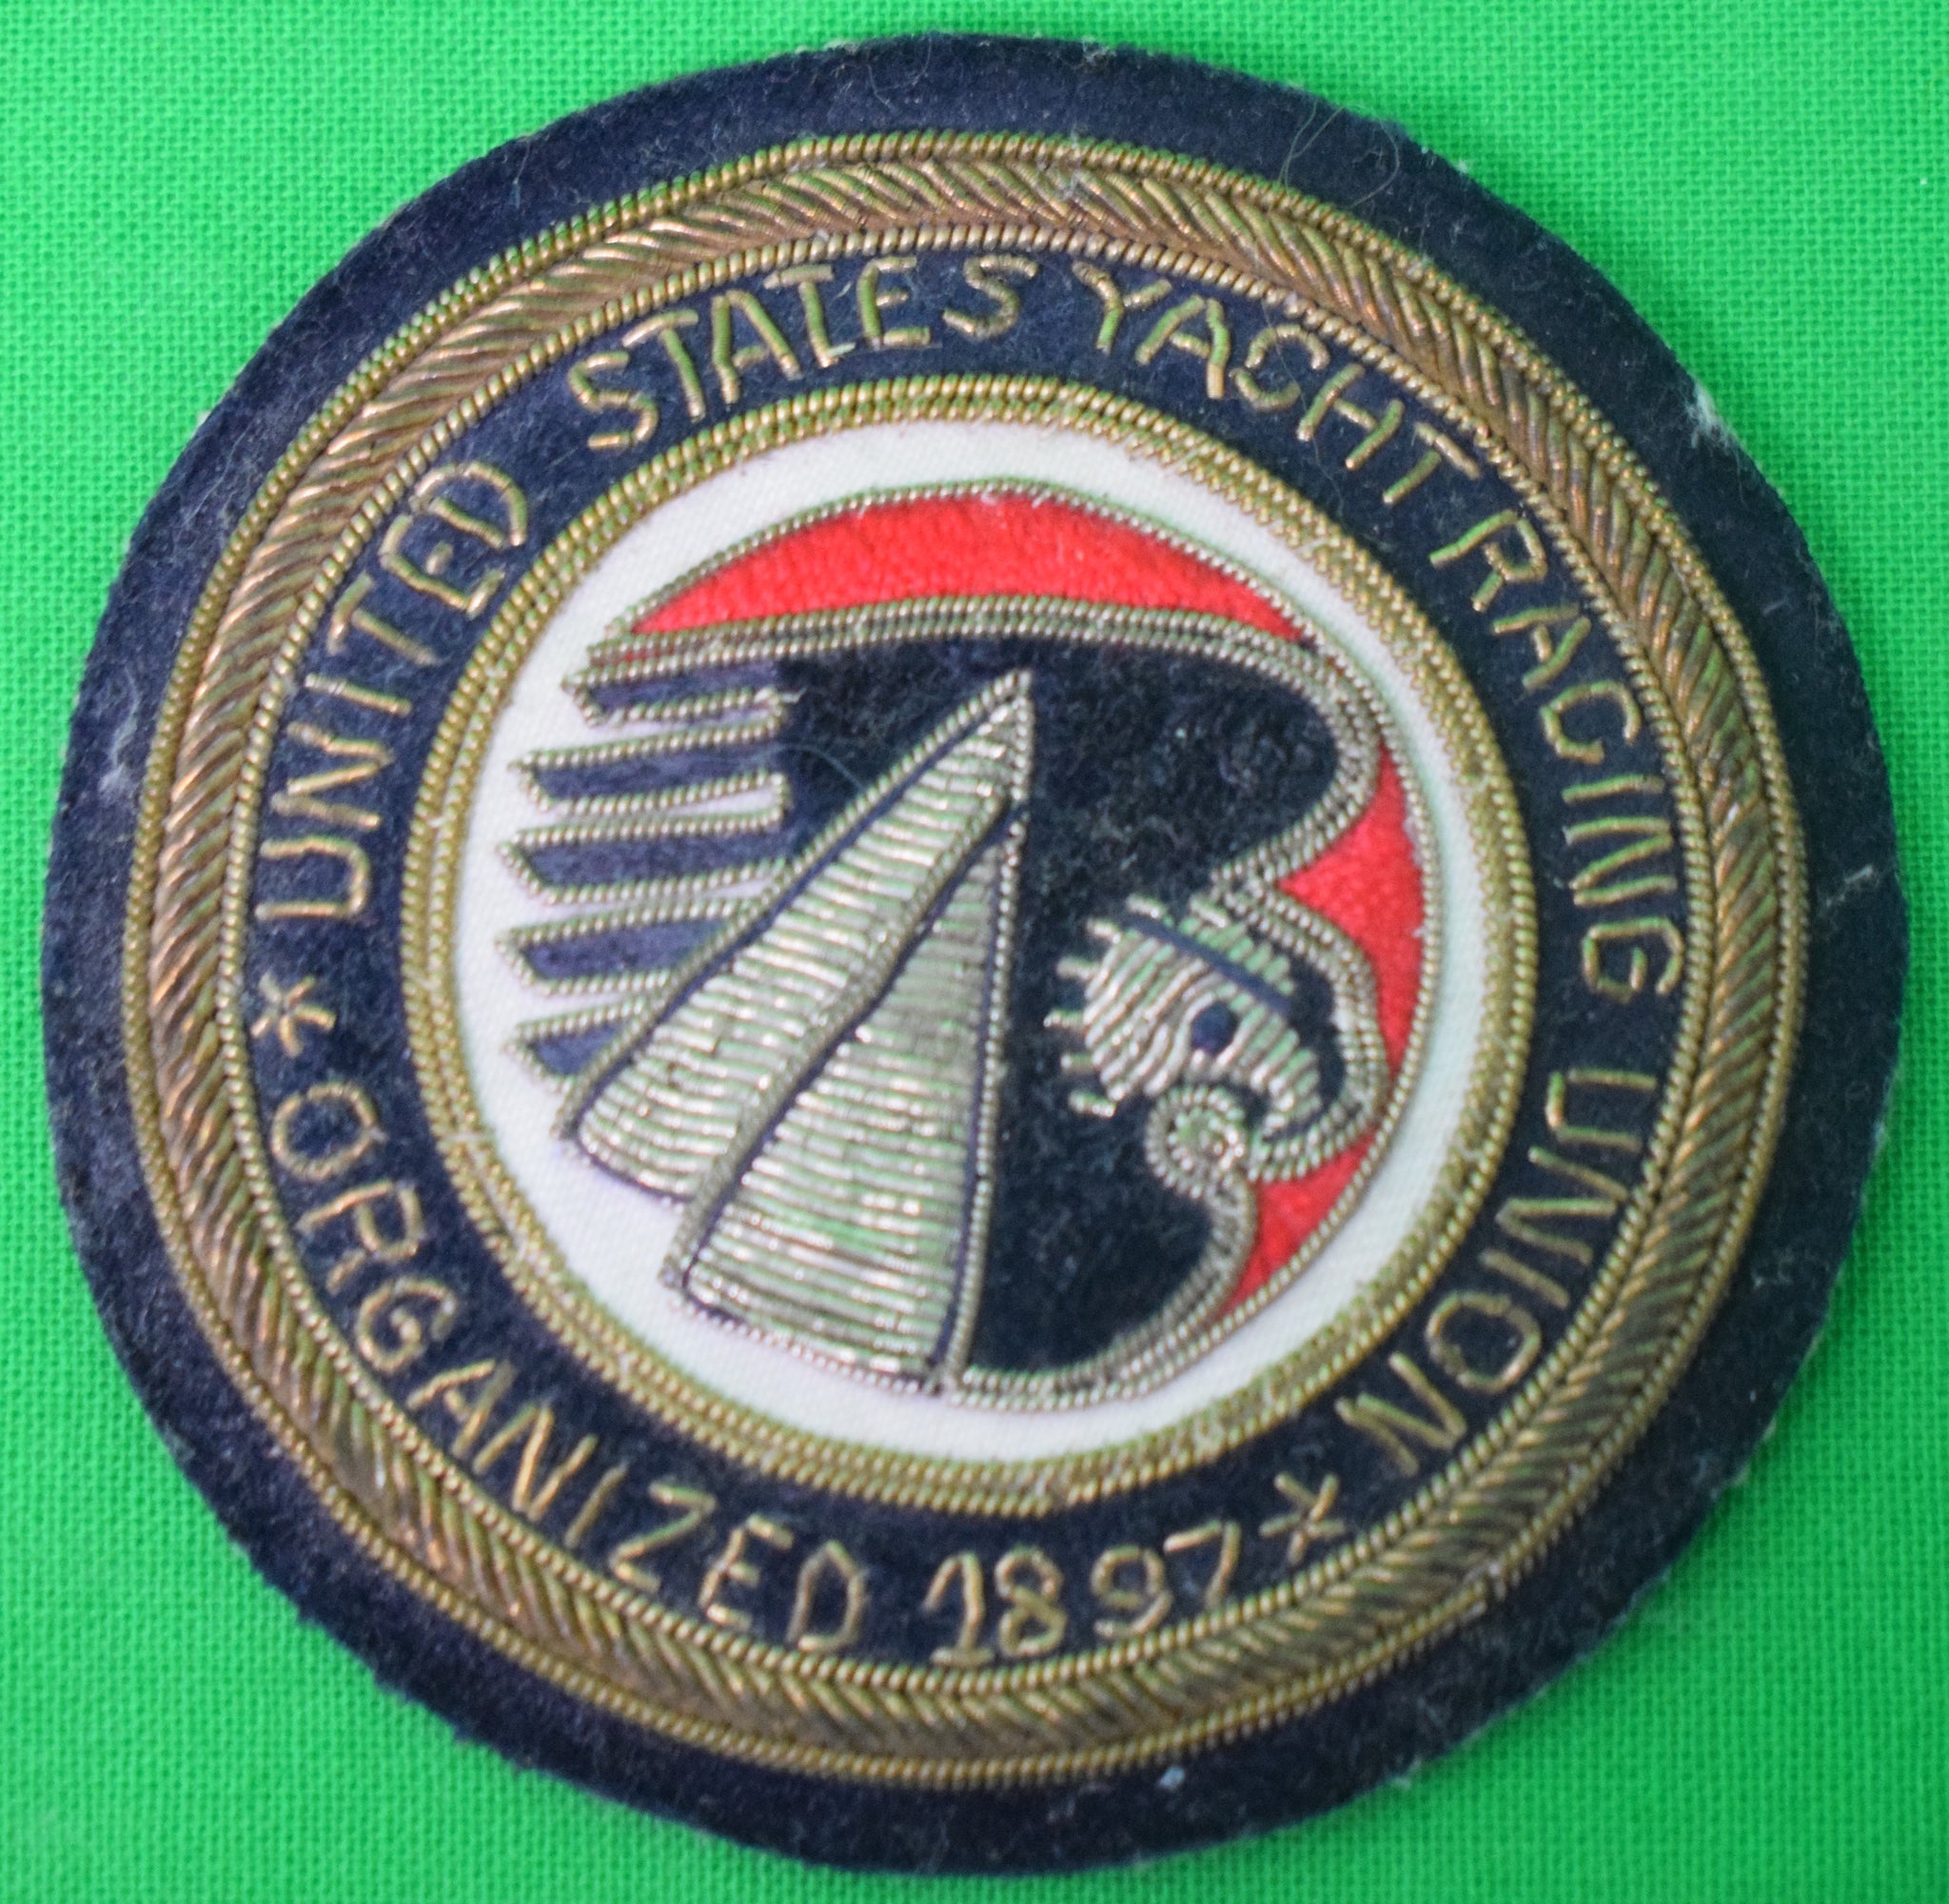 UNITED STATES YACHT RACING UNION
* ORGANIZED 1897 *